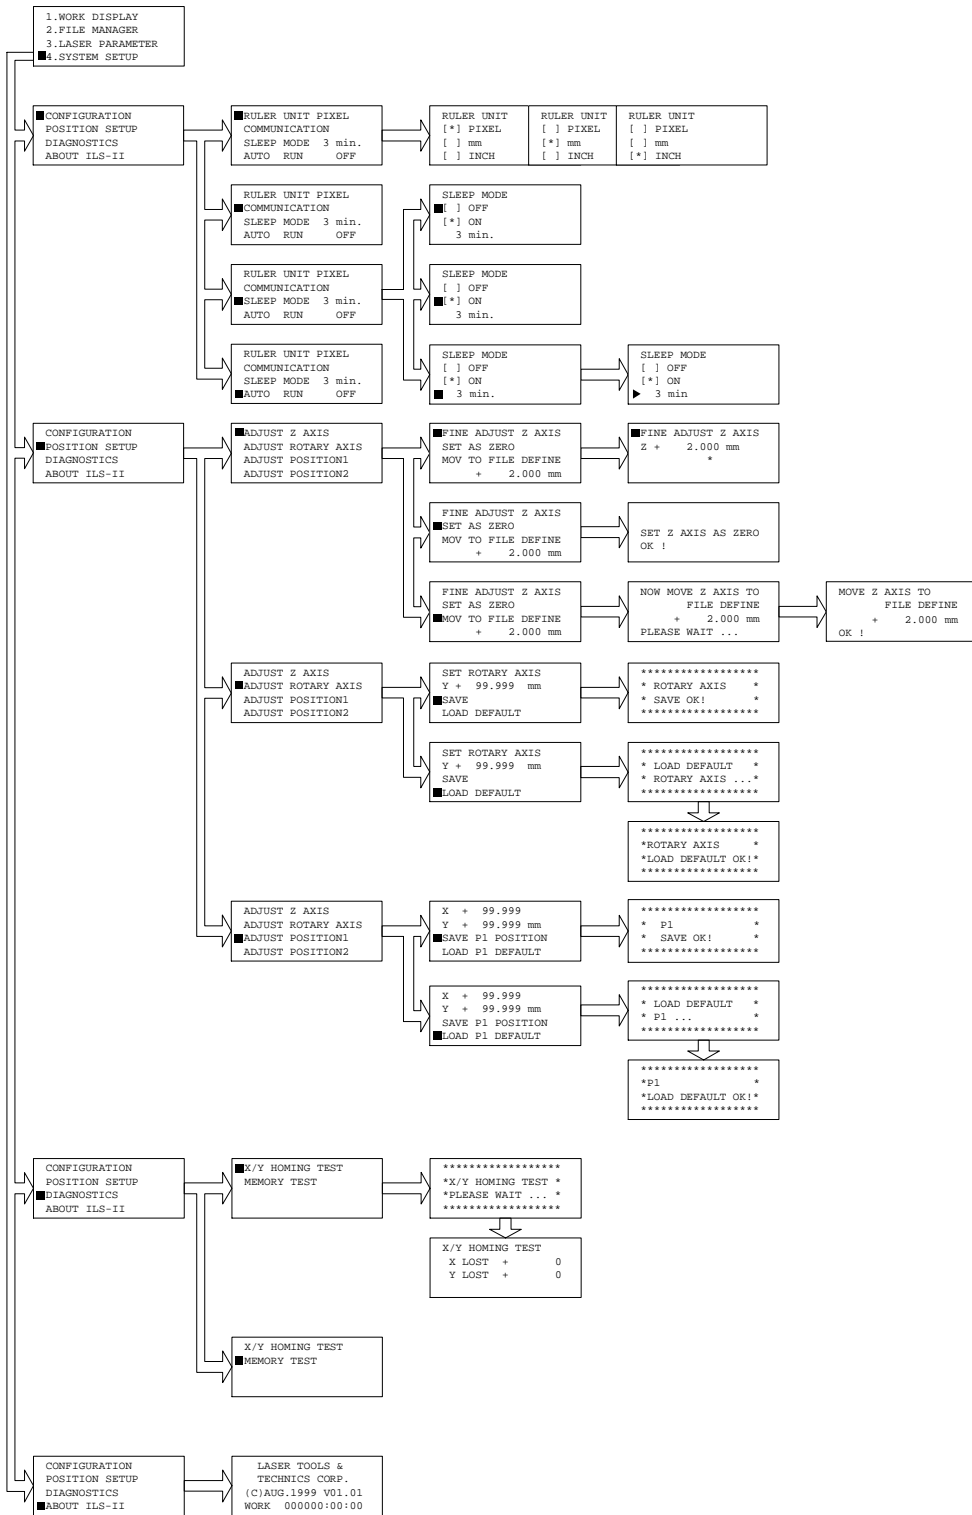 1.WORK DISPLAY
2.FILE MANAGER
3.LASER PARAMETER
4.SYSTEM SETUP
CONFIGURATION
POSITION SETUP
DIAGNOSTICS
ABOUT ILS-II
RULER UNIT PIXEL
COMMUNICATION
SLEEP MODE 3 min.
AUTO RUN OFF
RULER UNIT
[*] PIXEL
[ ] mm
[ ] INCH
RULER UNIT
[ ] PIXEL
[*] mm
[ ] INCH
RULER UNIT
[ ] PIXEL
[ ] mm
[*] INCH
RULER UNIT PIXEL
COMMUNICATION
SLEEP MODE 3 min.
AUTO RUN OFF
SLEEP MODE
[ ] OFF
[*] ON
3 min.
RULER UNIT PIXEL
COMMUNICATION
SLEEP MODE 3 min.
AUTO RUN OFF
SLEEP MODE
[ ] OFF
[*] ON
3 min.
RULER UNIT PIXEL
COMMUNICATION
SLEEP MODE 3 min.
AUTO RUN OFF
SLEEP MODE
[ ] OFF
[*] ON
3 min.
SLEEP MODE
[ ] OFF
[*] ON
3 min
CONFIGURATION
POSITION SETUP
DIAGNOSTICS
ABOUT ILS-II
ADJUST Z AXIS
ADJUST ROTARY AXIS
ADJUST POSITION1
ADJUST POSITION2
FINE ADJUST Z AXIS
SET AS ZERO
MOV TO FILE DEFINE
+ 2.000 mm
FINE ADJUST Z AXIS
Z + 2.000 mm
*
FINE ADJUST Z AXIS
SET AS ZERO
MOV TO FILE DEFINE
+ 2.000 mm
SET Z AXIS AS ZERO
OK !
FINE ADJUST Z AXIS
SET AS ZERO
MOV TO FILE DEFINE
+ 2.000 mm
NOW MOVE Z AXIS TO
FILE DEFINE
+ 2.000 mm
PLEASE WAIT ...
MOVE Z AXIS TO
FILE DEFINE
+ 2.000 mm
OK !
ADJUST Z AXIS
ADJUST ROTARY AXIS
ADJUST POSITION1
ADJUST POSITION2
SET ROTARY AXIS
Y + 99.999 mm
SAVE
LOAD DEFAULT
******************
* ROTARY AXIS *
* SAVE OK! *
******************
SET ROTARY AXIS
Y + 99.999 mm
SAVE
LOAD DEFAULT
******************
* LOAD DEFAULT *
* ROTARY AXIS ...*
******************
******************
*ROTARY AXIS *
*LOAD DEFAULT OK!*
******************
ADJUST Z AXIS
ADJUST ROTARY AXIS
ADJUST POSITION1
ADJUST POSITION2
X + 99.999
Y + 99.999 mm
SAVE P1 POSITION
LOAD P1 DEFAULT
******************
* P1 *
* SAVE OK! *
******************
X + 99.999
Y + 99.999 mm
SAVE P1 POSITION
LOAD P1 DEFAULT
******************
* LOAD DEFAULT *
* P1 ... *
******************
******************
*P1 *
*LOAD DEFAULT OK!*
******************
CONFIGURATION
POSITION SETUP
DIAGNOSTICS
ABOUT ILS-II
X/Y HOMING TEST
MEMORY TEST
******************
*X/Y HOMING TEST *
*PLEASE WAIT ... *
******************
X/Y HOMING TEST
X LOST + 0
Y LOST + 0
X/Y HOMING TEST
MEMORY TEST
CONFIGURATION
POSITION SETUP
DIAGNOSTICS
ABOUT ILS-II
LASER TOOLS &
TECHNICS CORP.
(C)AUG.1999 V01.01
WORK 000000:00:00